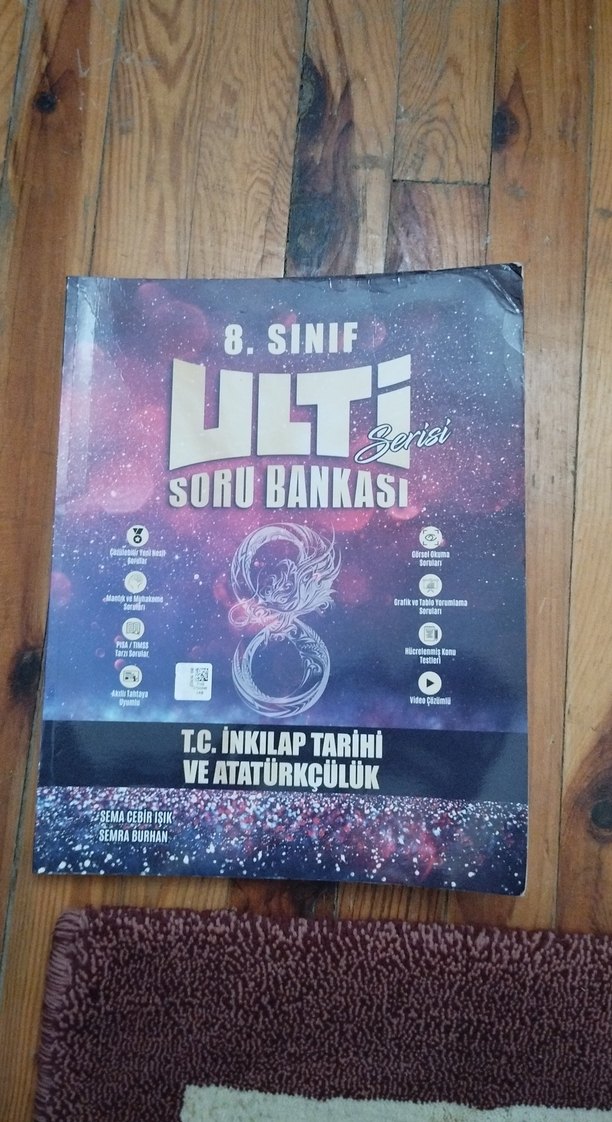 8. SINIF
ULTİ
Serisi
SORU BANKASI
Çözülebilir Yeni Nesil
Sorular
Mantık ve Muhakeme
Soruları
PISA / TIMSS
Tarzı Sorular
Akıllı Tahtaya
Uyumlu
Görsel Okuma
Soruları
Grafik ve Tablo Yorumlama
Soruları
Hücrelenmiş Konu
Testleri
Video Çözümlü
T.C. İNKILAP TARİHİ
VE ATATÜRKÇÜLÜK
SEMA CEBİR IŞIK
SEMRA BURHAN